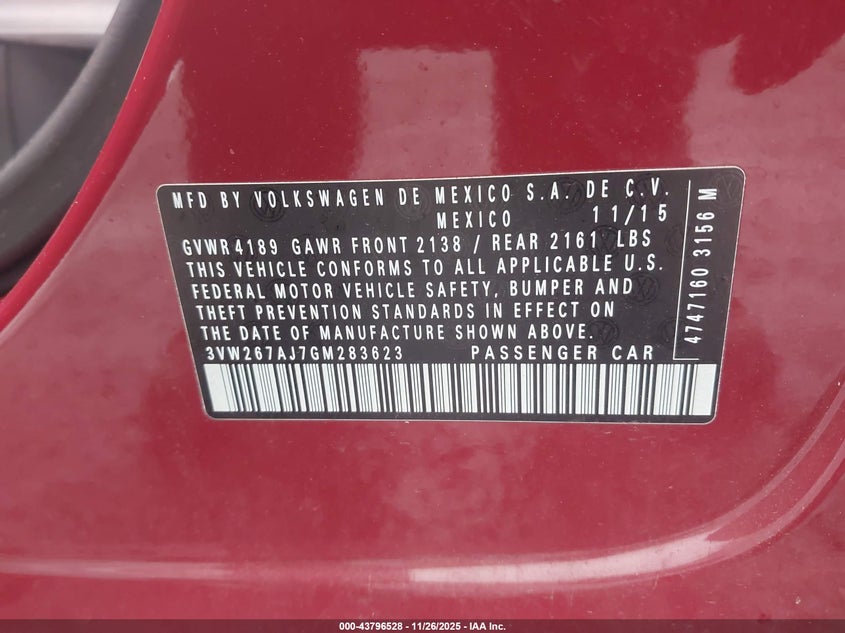 MFD BY VOLKSWAGEN DE MEXICO S.A. DE C.V.
MEXICO 11/15
GVWR 4189 GAWR FRONT 2138 / REAR 2161 LBS
THIS VEHICLE CONFORMS TO ALL APPLICABLE U.S.
FEDERAL MOTOR VEHICLE SAFETY, BUMPER AND
THEFT PREVENTION STANDARDS IN EFFECT ON
THE DATE OF MANUFACTURE SHOWN ABOVE.
3VW267AJ7GM283623 PASSENGER CAR
4747160 3156 M
000-43796528 - 11/26/2025 - IAA Inc.